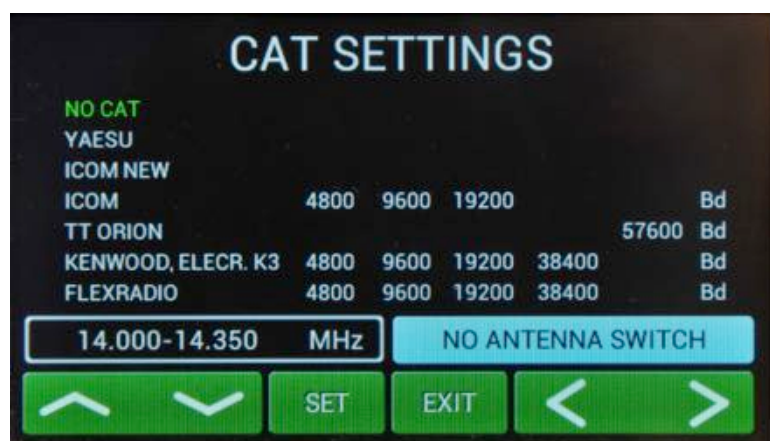 CAT SETTINGS
NO CAT
YAESU
ICOM NEW
ICOM 4800 9600 19200 Bd
TT ORION 57600 Bd
KENWOOD, ELECR. K3 4800 9600 19200 38400 Bd
FLEXRADIO 4800 9600 19200 38400 Bd
14.000-14.350 MHz NO ANTENNA SWITCH
SET EXIT